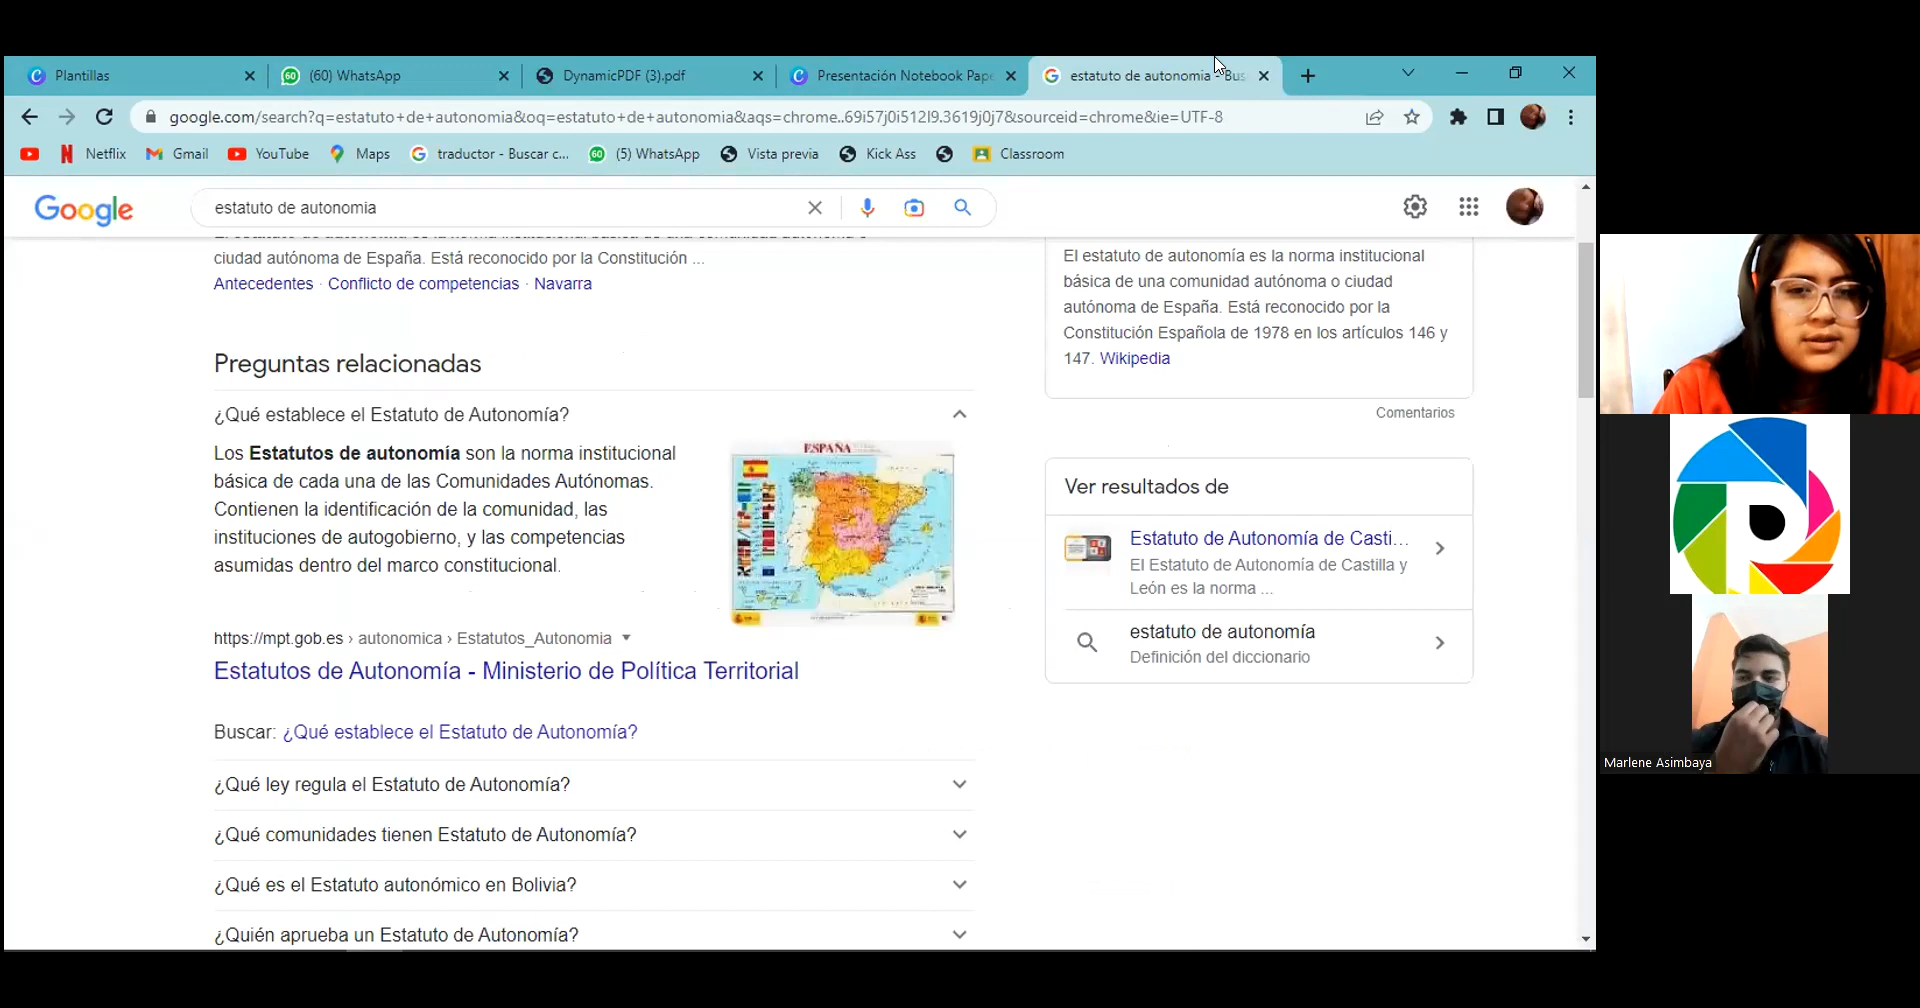 Plantillas
(60) WhatsApp
DynamicPDF (3).pdf
Presentación Notebook Pape
estatuto de autonomia - Bus
google.com/search?q=estatuto+de+autonomia&oq=estatuto+de+autonomia&aqs=chrome..69i57j0i512l9.3619j0j7&sourceid=chrome&ie=UTF-8
Netflix
Gmail
YouTube
Maps
traductor - Buscar c...
(5) WhatsApp
Vista previa
Kick Ass
Classroom
Google
estatuto de autonomia
ciudad autónoma de España. Está reconocido por la Constitución ...
Antecedentes · Conflicto de competencias · Navarra
Preguntas relacionadas
¿Qué establece el Estatuto de Autonomía?
Los Estatutos de autonomía son la norma institucional
básica de cada una de las Comunidades Autónomas.
Contienen la identificación de la comunidad, las
instituciones de autogobierno, y las competencias
asumidas dentro del marco constitucional.
ESPAÑA
https://mpt.gob.es › autonomica › Estatutos_Autonomia
Estatutos de Autonomía - Ministerio de Política Territorial
Buscar: ¿Qué establece el Estatuto de Autonomía?
¿Qué ley regula el Estatuto de Autonomía?
¿Qué comunidades tienen Estatuto de Autonomía?
¿Qué es el Estatuto autonómico en Bolivia?
¿Quién aprueba un Estatuto de Autonomía?
El estatuto de autonomía es la norma institucional
básica de una comunidad autónoma o ciudad
autónoma de España. Está reconocido por la
Constitución Española de 1978 en los artículos 146 y
147. Wikipedia
Comentarios
Ver resultados de
Estatuto de Autonomía de Casti...
El Estatuto de Autonomía de Castilla y
León es la norma ...
estatuto de autonomía
Definición del diccionario
Marlene Asimbaya